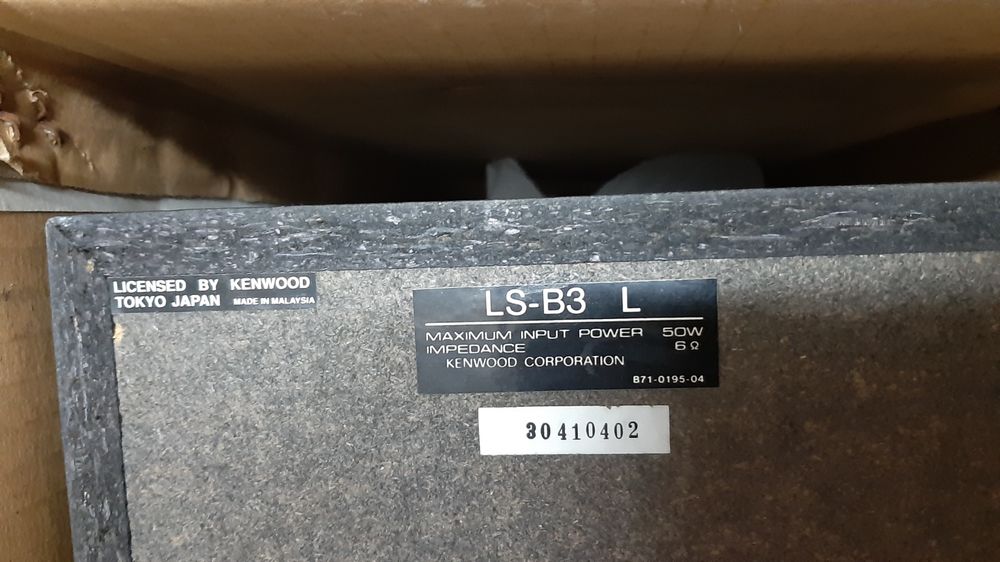 LICENSED BY KENWOOD
TOKYO JAPAN MADE IN MALAYSIA
LS-B3 L
MAXIMUM INPUT POWER 50W
IMPEDANCE 6Ω
KENWOOD CORPORATION
B71-0195-04
30410402